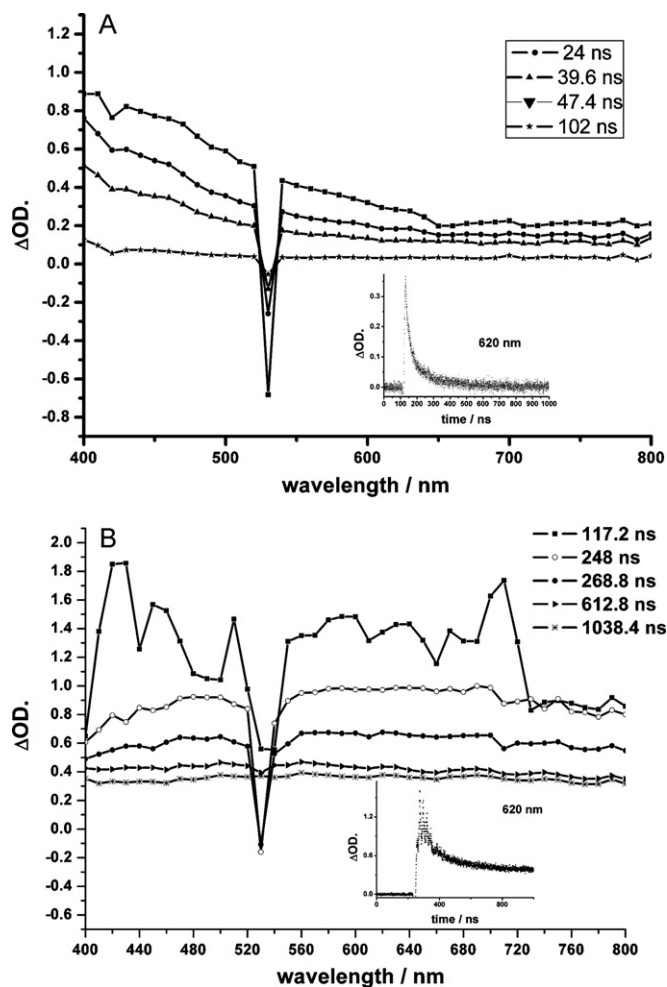 A
1.2
1.0
0.8
0.6
0.4
0.2
0.0
-0.2
-0.4
-0.6
-0.8
ΔOD.
24 ns
39.6 ns
47.4 ns
102 ns
0.3
0.2
0.1
0.0
ΔOD.
620 nm
0 100 200 300 400 500 600 700 800 900 1000
time / ns
400 500 600 700 800
wavelength / nm
B
2.0
1.8
1.6
1.4
1.2
1.0
0.8
0.6
0.4
0.2
0.0
-0.2
-0.4
-0.6
ΔOD.
117.2 ns
248 ns
268.8 ns
612.8 ns
1038.4 ns
1.2
0.6
0.0
ΔOD.
620 nm
0 400 800
time / ns
400 440 480 520 560 600 640 680 720 760 800
wavelength / nm